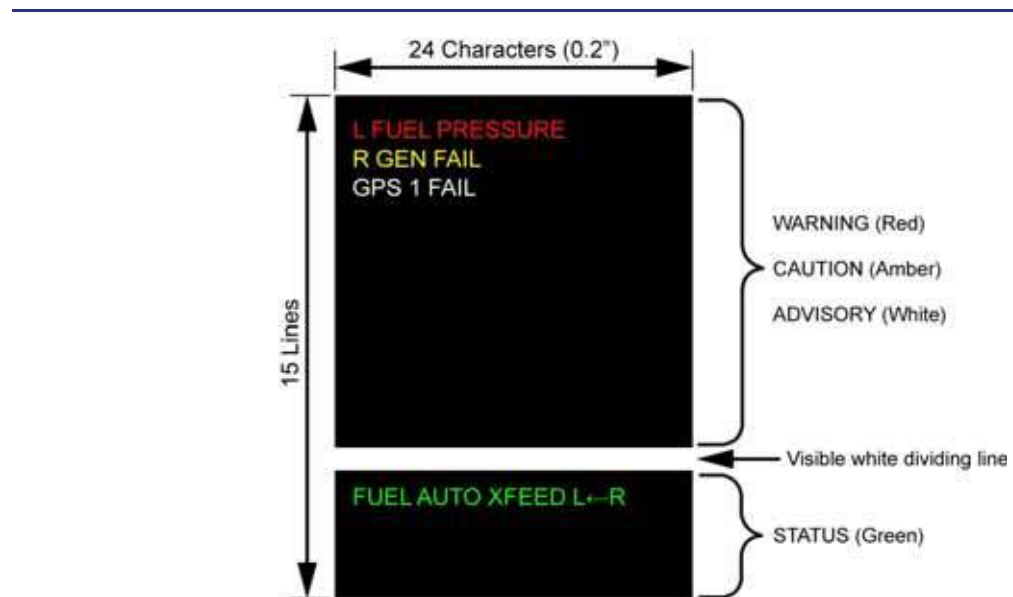 24 Characters (0.2")
L FUEL PRESSURE
R GEN FAIL
GPS 1 FAIL
WARNING (Red)
CAUTION (Amber)
ADVISORY (White)
15 Lines
Visible white dividing line
FUEL AUTO XFEED L←R
STATUS (Green)